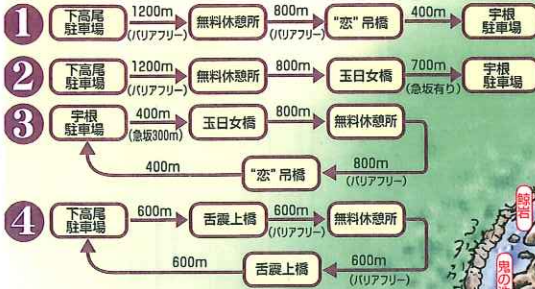 1
下高尾
駐車場
1200m
(バリアフリー)
無料休憩所
800m
(バリアフリー)
"恋"吊橋
400m
宇根
駐車場
2
下高尾
駐車場
1200m
(バリアフリー)
無料休憩所
800m
玉日女橋
700m
(急坂有り)
宇根
駐車場
3
宇根
駐車場
400m
(急坂300m)
玉日女橋
800m
無料休憩所
800m
(バリアフリー)
"恋"吊橋
400m
4
下高尾
駐車場
600m
舌震上橋
600m
(バリアフリー)
無料休憩所
600m
(バリアフリー)
舌震上橋
600m
鯨岩